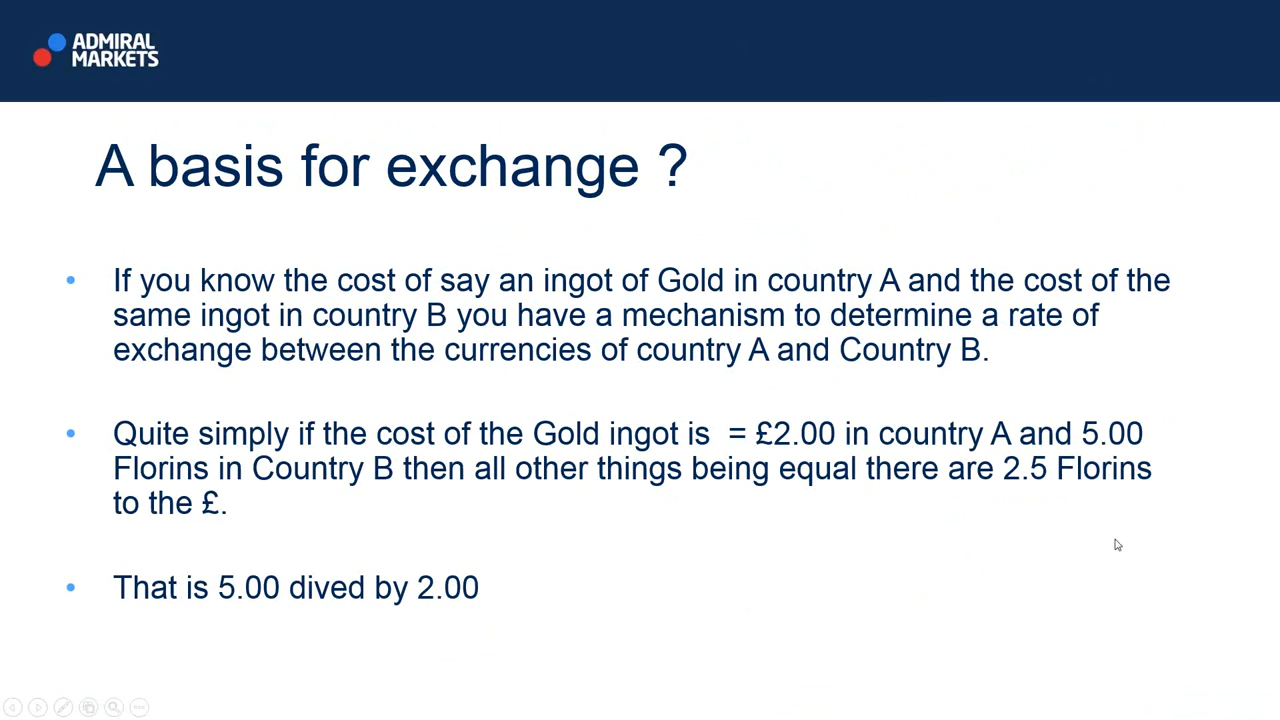 ADMIRAL
MARKETS
A basis for exchange ?
• If you know the cost of say an ingot of Gold in country A and the cost of the
same ingot in country B you have a mechanism to determine a rate of
exchange between the currencies of country A and Country B.
• Quite simply if the cost of the Gold ingot is  = £2.00 in country A and 5.00
Florins in Country B then all other things being equal there are 2.5 Florins
to the £.
• That is 5.00 dived by 2.00